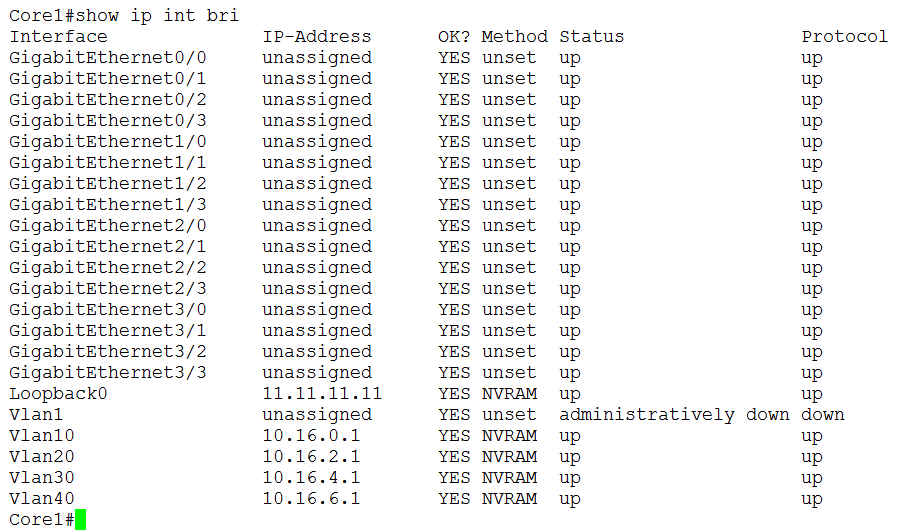 Core1#show ip int bri
Interface              IP-Address      OK? Method Status                Protocol
GigabitEthernet0/0     unassigned      YES unset  up                    up
GigabitEthernet0/1     unassigned      YES unset  up                    up
GigabitEthernet0/2     unassigned      YES unset  up                    up
GigabitEthernet0/3     unassigned      YES unset  up                    up
GigabitEthernet1/0     unassigned      YES unset  up                    up
GigabitEthernet1/1     unassigned      YES unset  up                    up
GigabitEthernet1/2     unassigned      YES unset  up                    up
GigabitEthernet1/3     unassigned      YES unset  up                    up
GigabitEthernet2/0     unassigned      YES unset  up                    up
GigabitEthernet2/1     unassigned      YES unset  up                    up
GigabitEthernet2/2     unassigned      YES unset  up                    up
GigabitEthernet2/3     unassigned      YES unset  up                    up
GigabitEthernet3/0     unassigned      YES unset  up                    up
GigabitEthernet3/1     unassigned      YES unset  up                    up
GigabitEthernet3/2     unassigned      YES unset  up                    up
GigabitEthernet3/3     unassigned      YES unset  up                    up
Loopback0              11.11.11.11     YES NVRAM  up                    up
Vlan1                  unassigned      YES unset  administratively down down
Vlan10                 10.16.0.1       YES NVRAM  up                    up
Vlan20                 10.16.2.1       YES NVRAM  up                    up
Vlan30                 10.16.4.1       YES NVRAM  up                    up
Vlan40                 10.16.6.1       YES NVRAM  up                    up
Core1#